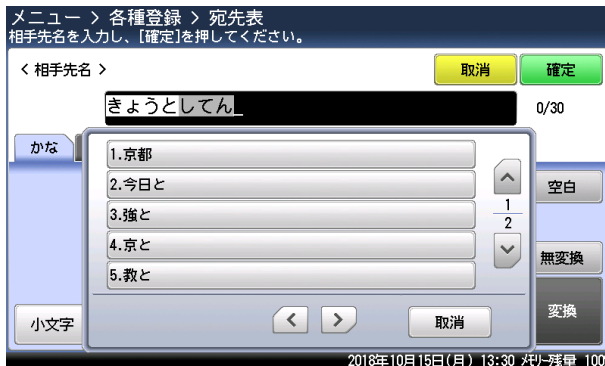 メニュー > 各種登録 > 宛先表
相手先名を入力し、[確定]を押してください。
< 相手先名 >
取消
確定
きょうとしてん_
0/30
かな
1.京都
2.今日と
3.強と
4.京と
5.教と
1
2
空白
無変換
変換
小文字
< >
取消
2018年10月15日(月) 13:30 メモリー残量 100